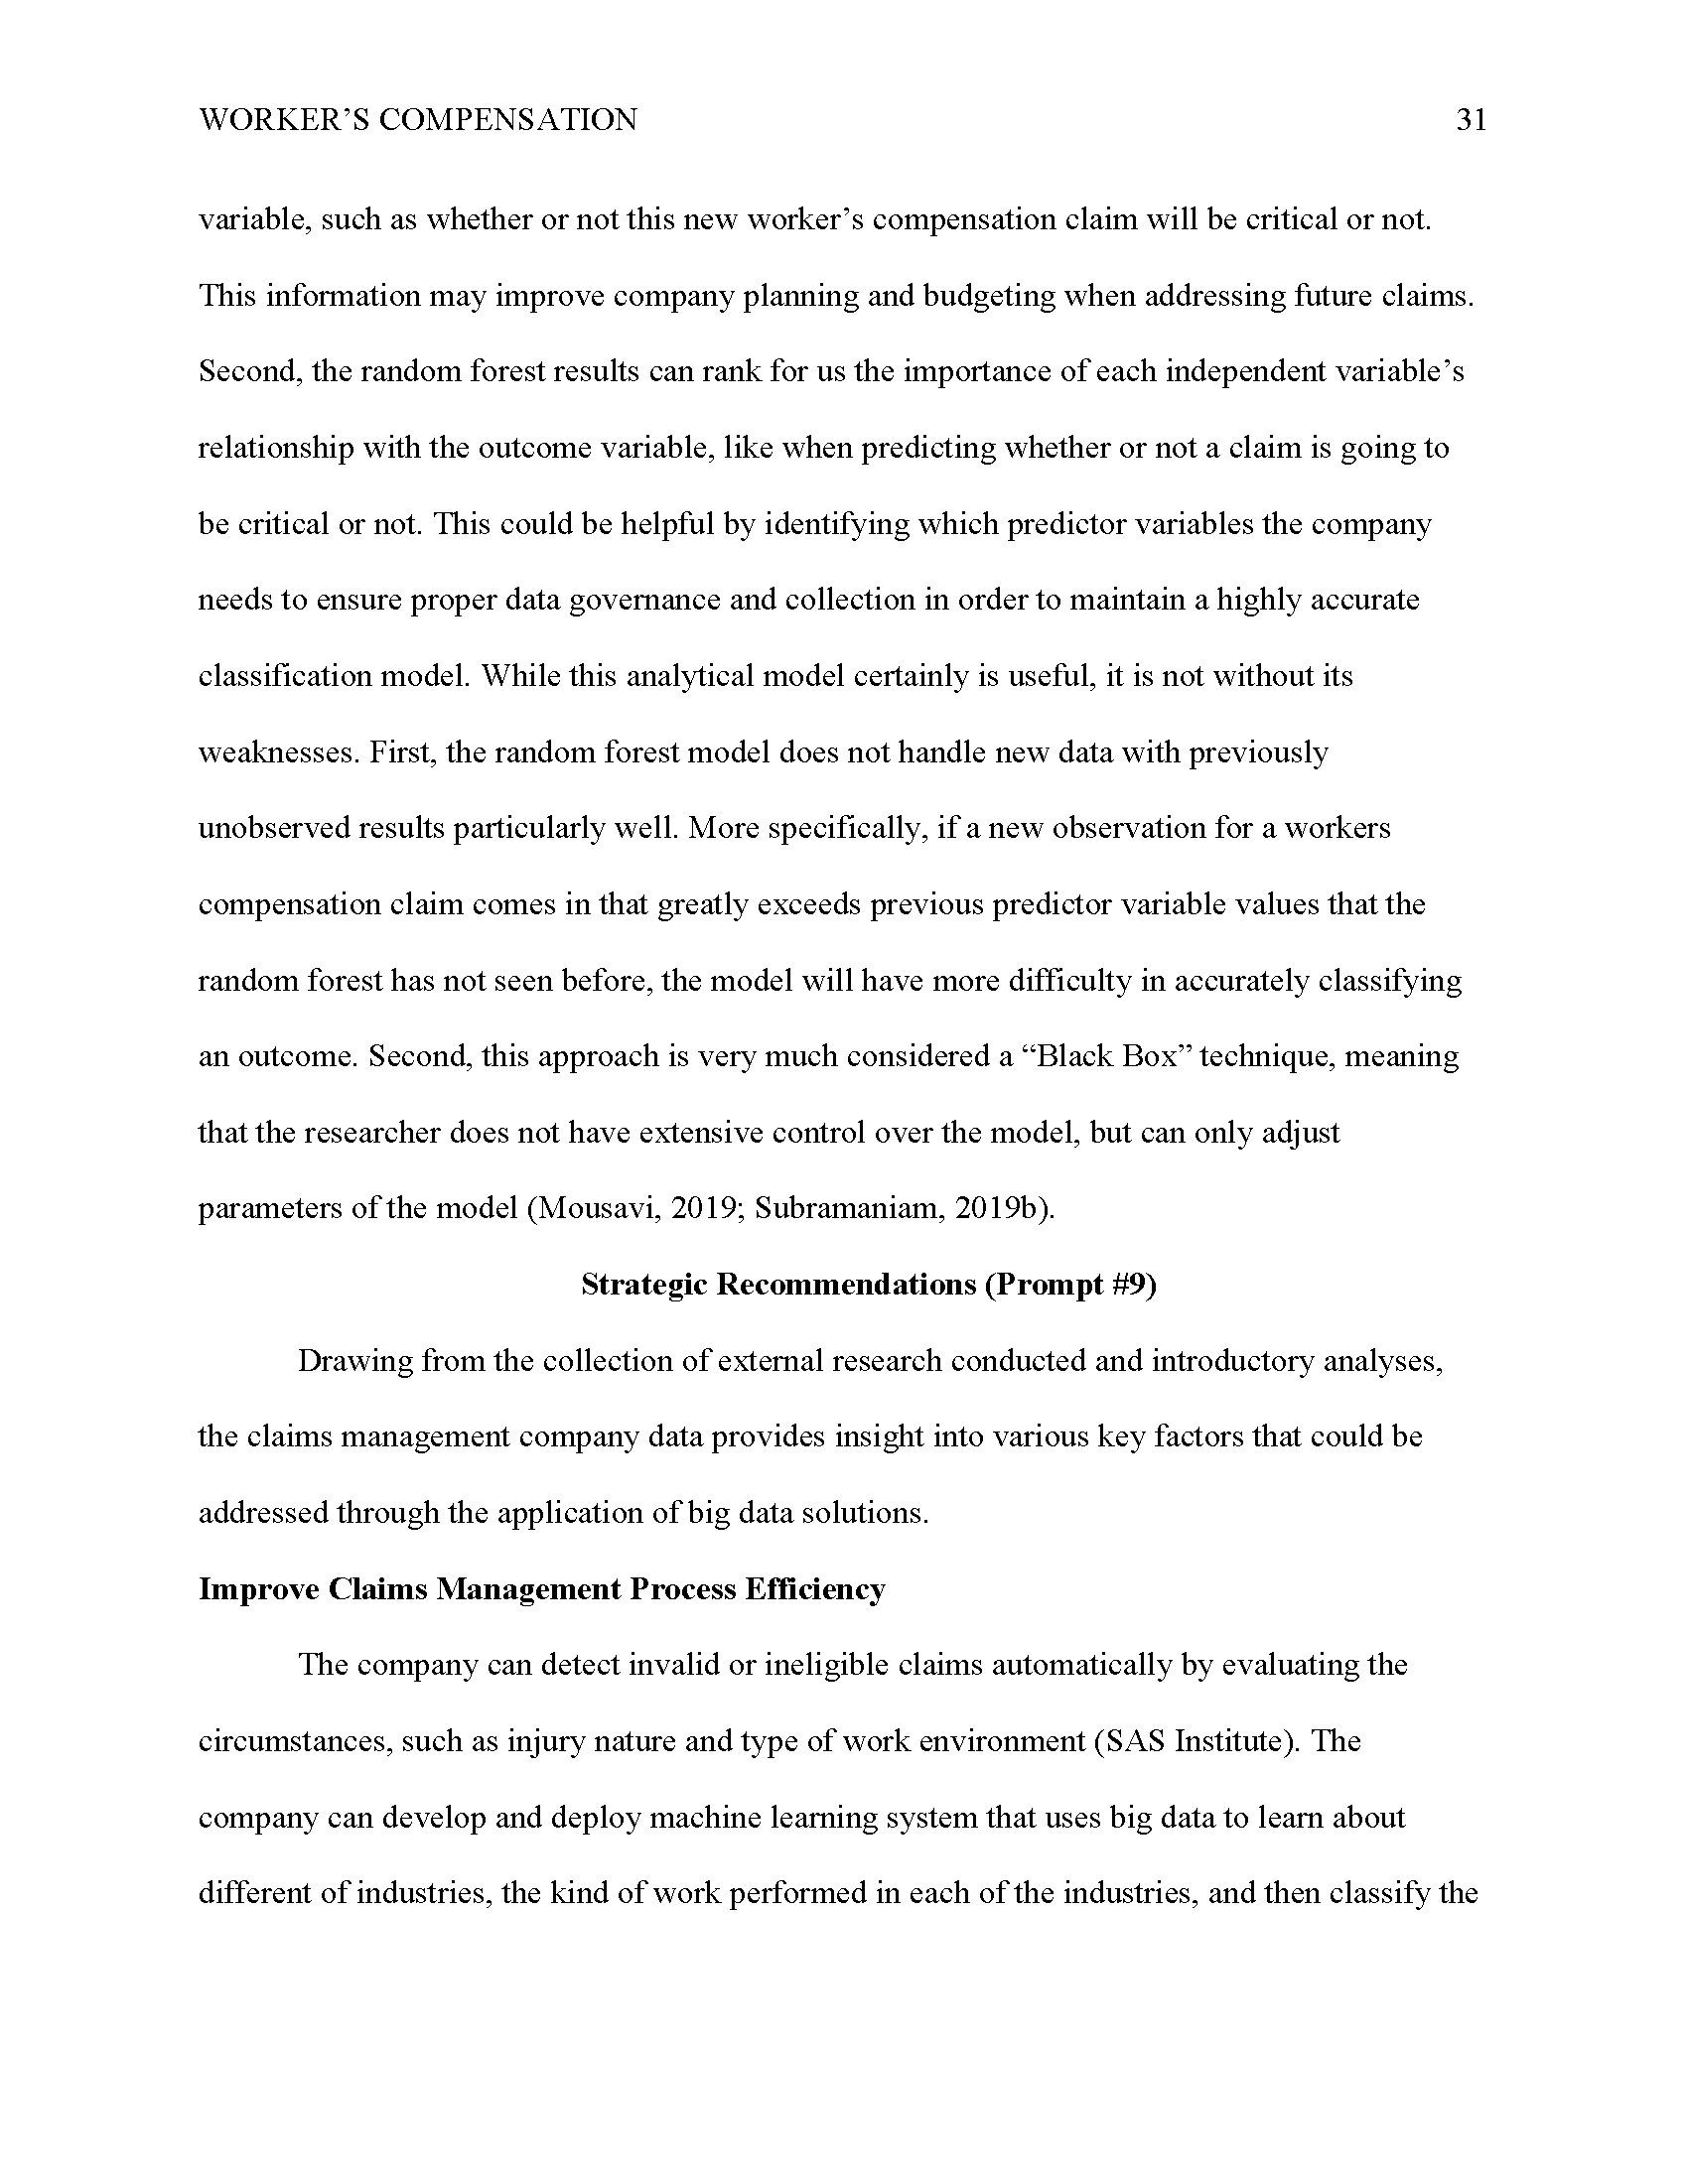 WORKER’S COMPENSATION 31
variable, such as whether or not this new worker’s compensation claim will be critical or not.
This information may improve company planning and budgeting when addressing future claims.
Second, the random forest results can rank for us the importance of each independent variable’s
relationship with the outcome variable, like when predicting whether or not a claim is going to
be critical or not. This could be helpful by identifying which predictor variables the company
needs to ensure proper data governance and collection in order to maintain a highly accurate
classification model. While this analytical model certainly is useful, it is not without its
weaknesses. First, the random forest model does not handle new data with previously
unobserved results particularly well. More specifically, if a new observation for a workers
compensation claim comes in that greatly exceeds previous predictor variable values that the
random forest has not seen before, the model will have more difficulty in accurately classifying
an outcome. Second, this approach is very much considered a “Black Box” technique, meaning
that the researcher does not have extensive control over the model, but can only adjust
parameters of the model (Mousavi, 2019; Subramaniam, 2019b).
Strategic Recommendations (Prompt #9)
Drawing from the collection of external research conducted and introductory analyses,
the claims management company data provides insight into various key factors that could be
addressed through the application of big data solutions.
Improve Claims Management Process Efficiency
The company can detect invalid or ineligible claims automatically by evaluating the
circumstances, such as injury nature and type of work environment (SAS Institute). The
company can develop and deploy machine learning system that uses big data to learn about
different of industries, the kind of work performed in each of the industries, and then classify the